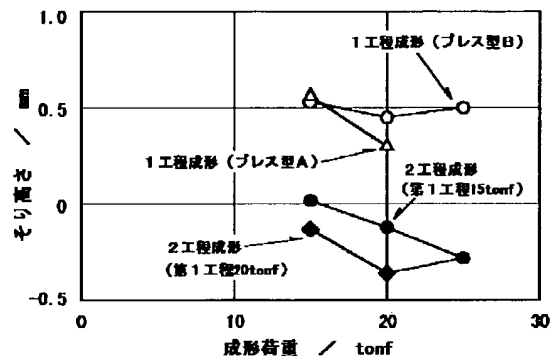 1.0
0.5
0
-0.5
そり高さ / mm
1工程成形(プレス型B)
1工程成形(プレス型A)
2工程成形
(第1工程15tonf)
2工程成形
(第1工程20tonf)
0
10
20
30
成形荷重 / tonf